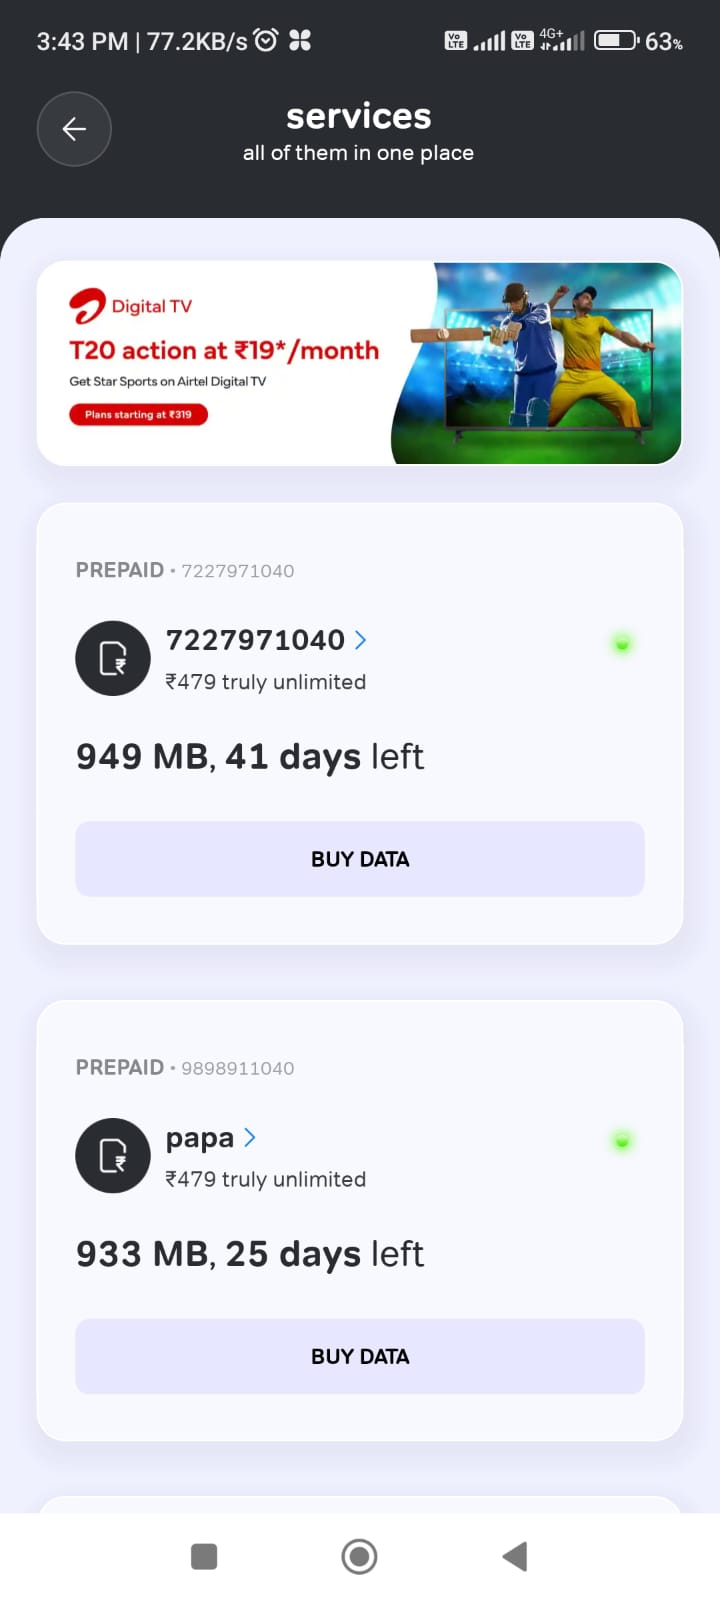 3:43 PM | 77.2KB/s
Vo LTE Vo LTE 4G+ 63%
services
all of them in one place
Digital TV
T20 action at ₹19*/month
Get Star Sports on Airtel Digital TV
Plans starting at ₹319
PREPAID • 7227971040
7227971040
₹479 truly unlimited
949 MB, 41 days left
BUY DATA
PREPAID • 9898911040
papa
₹479 truly unlimited
933 MB, 25 days left
BUY DATA